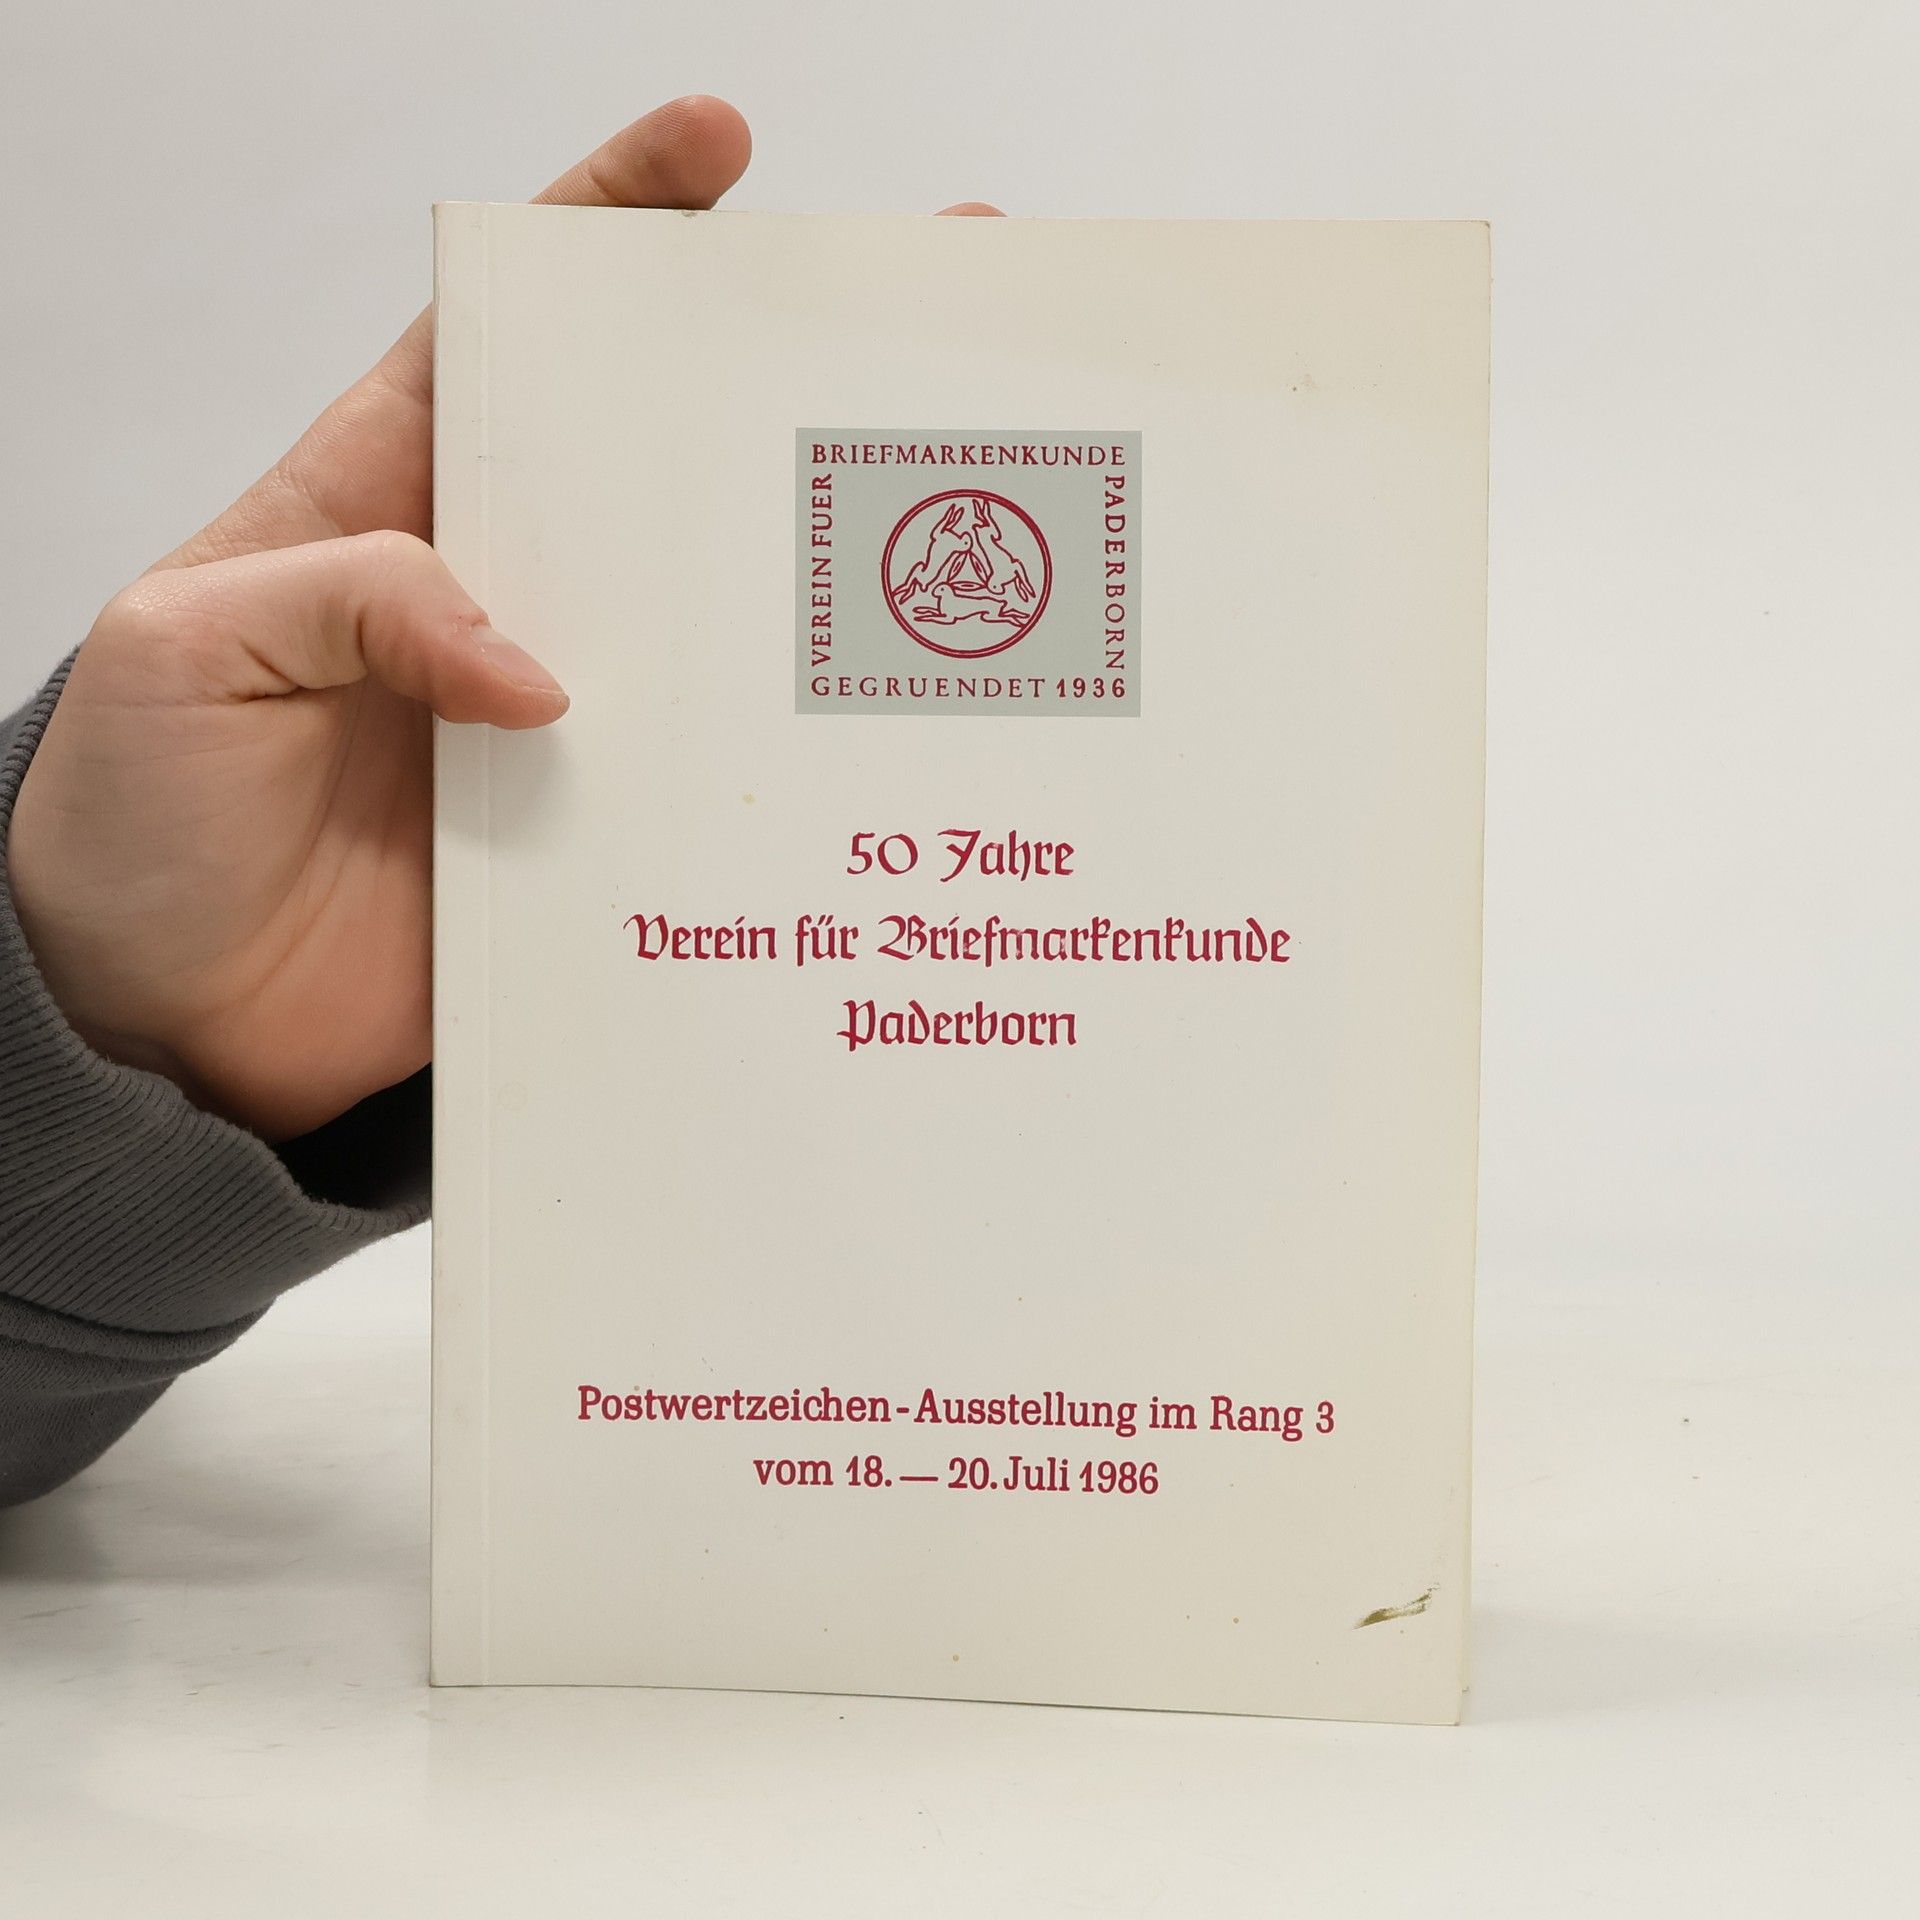 BRIEFMARKENKUNDE
VEREIN FUER
PADERBORN
GEGRUENDET 1936
50 Jahre
Verein für Briefmarkenkunde
Paderborn
Postwertzeichen-Ausstellung im Rang 3
vom 18. — 20. Juli 1986